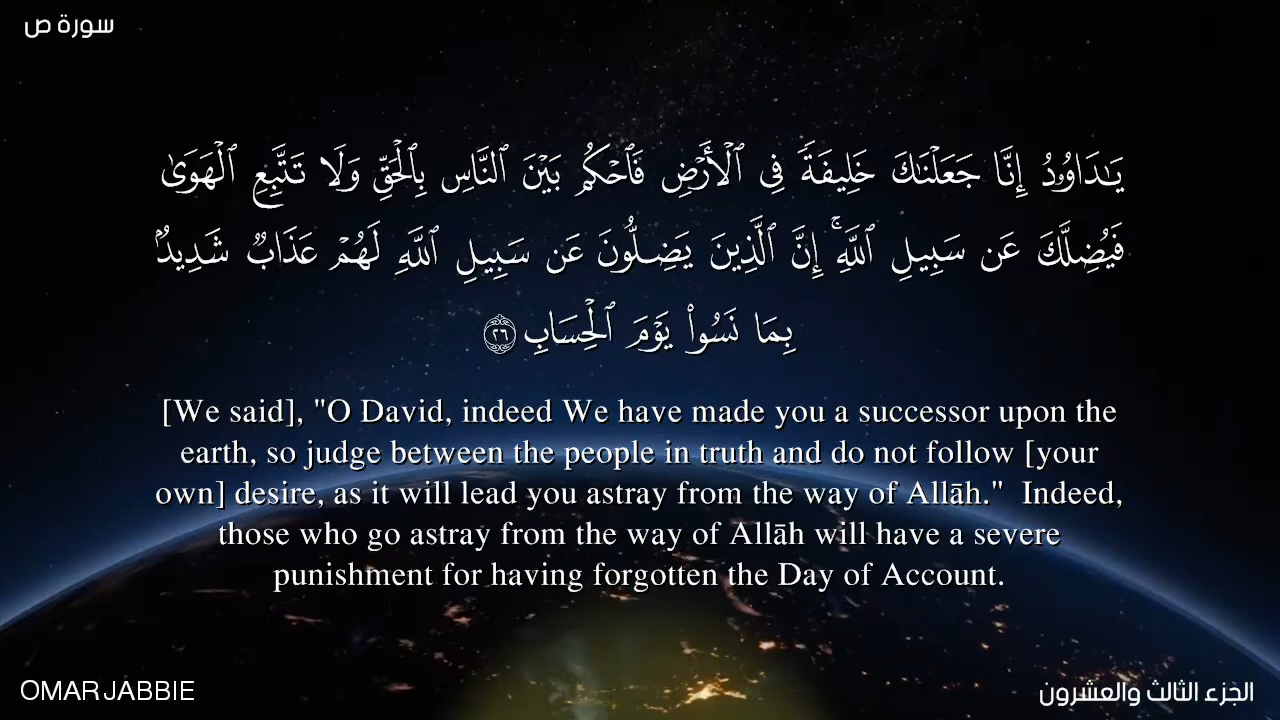 سورة ص
يَـٰدَاوُۥدُ إِنَّا جَعَلْنَـٰكَ خَلِيفَةً فِى ٱلْأَرْضِ فَٱحْكُم بَيْنَ ٱلنَّاسِ بِٱلْحَقِّ وَلَا تَتَّبِعِ ٱلْهَوَىٰ
فَيُضِلَّكَ عَن سَبِيلِ ٱللَّهِ ۚ إِنَّ ٱلَّذِينَ يَضِلُّونَ عَن سَبِيلِ ٱللَّهِ لَهُمْ عَذَابٌ شَدِيدٌۢ
بِمَا نَسُوا۟ يَوْمَ ٱلْحِسَابِ ٢٦
[We said], "O David, indeed We have made you a successor upon the
earth, so judge between the people in truth and do not follow [your
own] desire, as it will lead you astray from the way of Allāh."  Indeed,
those who go astray from the way of Allāh will have a severe
punishment for having forgotten the Day of Account.
OMAR JABBIE
الجزء الثالث والعشرون